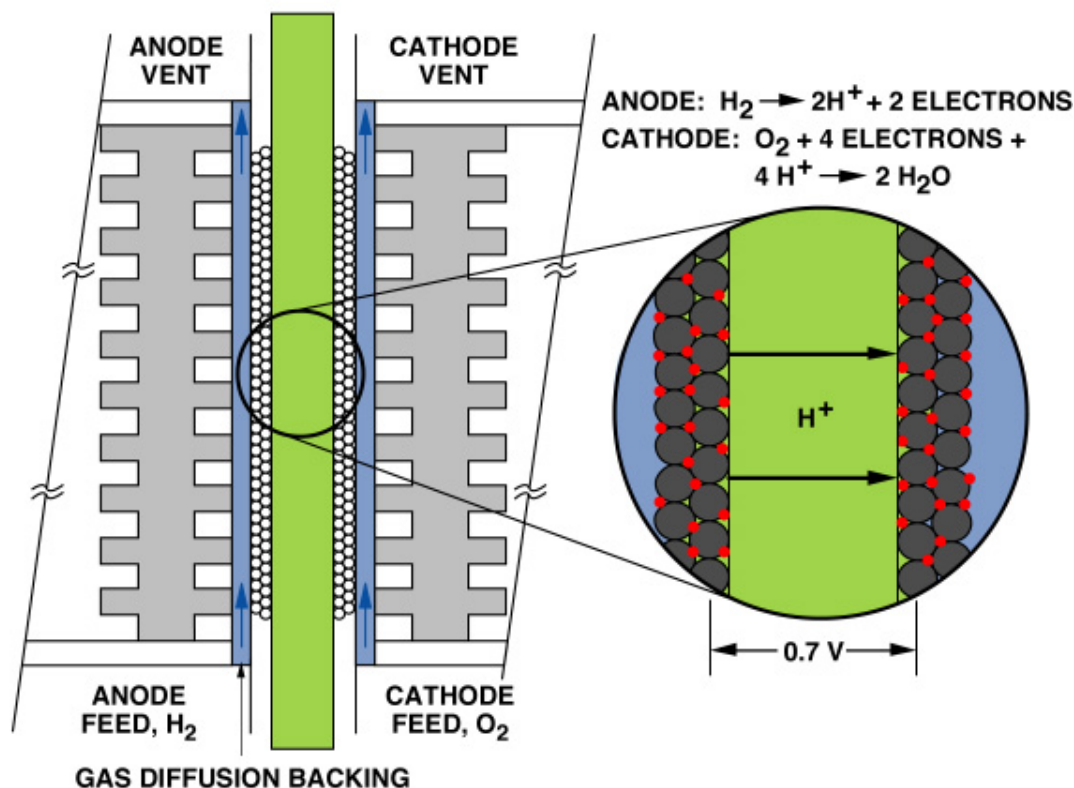 ANODE
VENT
CATHODE
VENT
ANODE: H₂ → 2H⁺ + 2 ELECTRONS
CATHODE: O₂ + 4 ELECTRONS +
4 H⁺ → 2 H₂O
H⁺
0.7 V
ANODE
FEED, H₂
CATHODE
FEED, O₂
GAS DIFFUSION BACKING